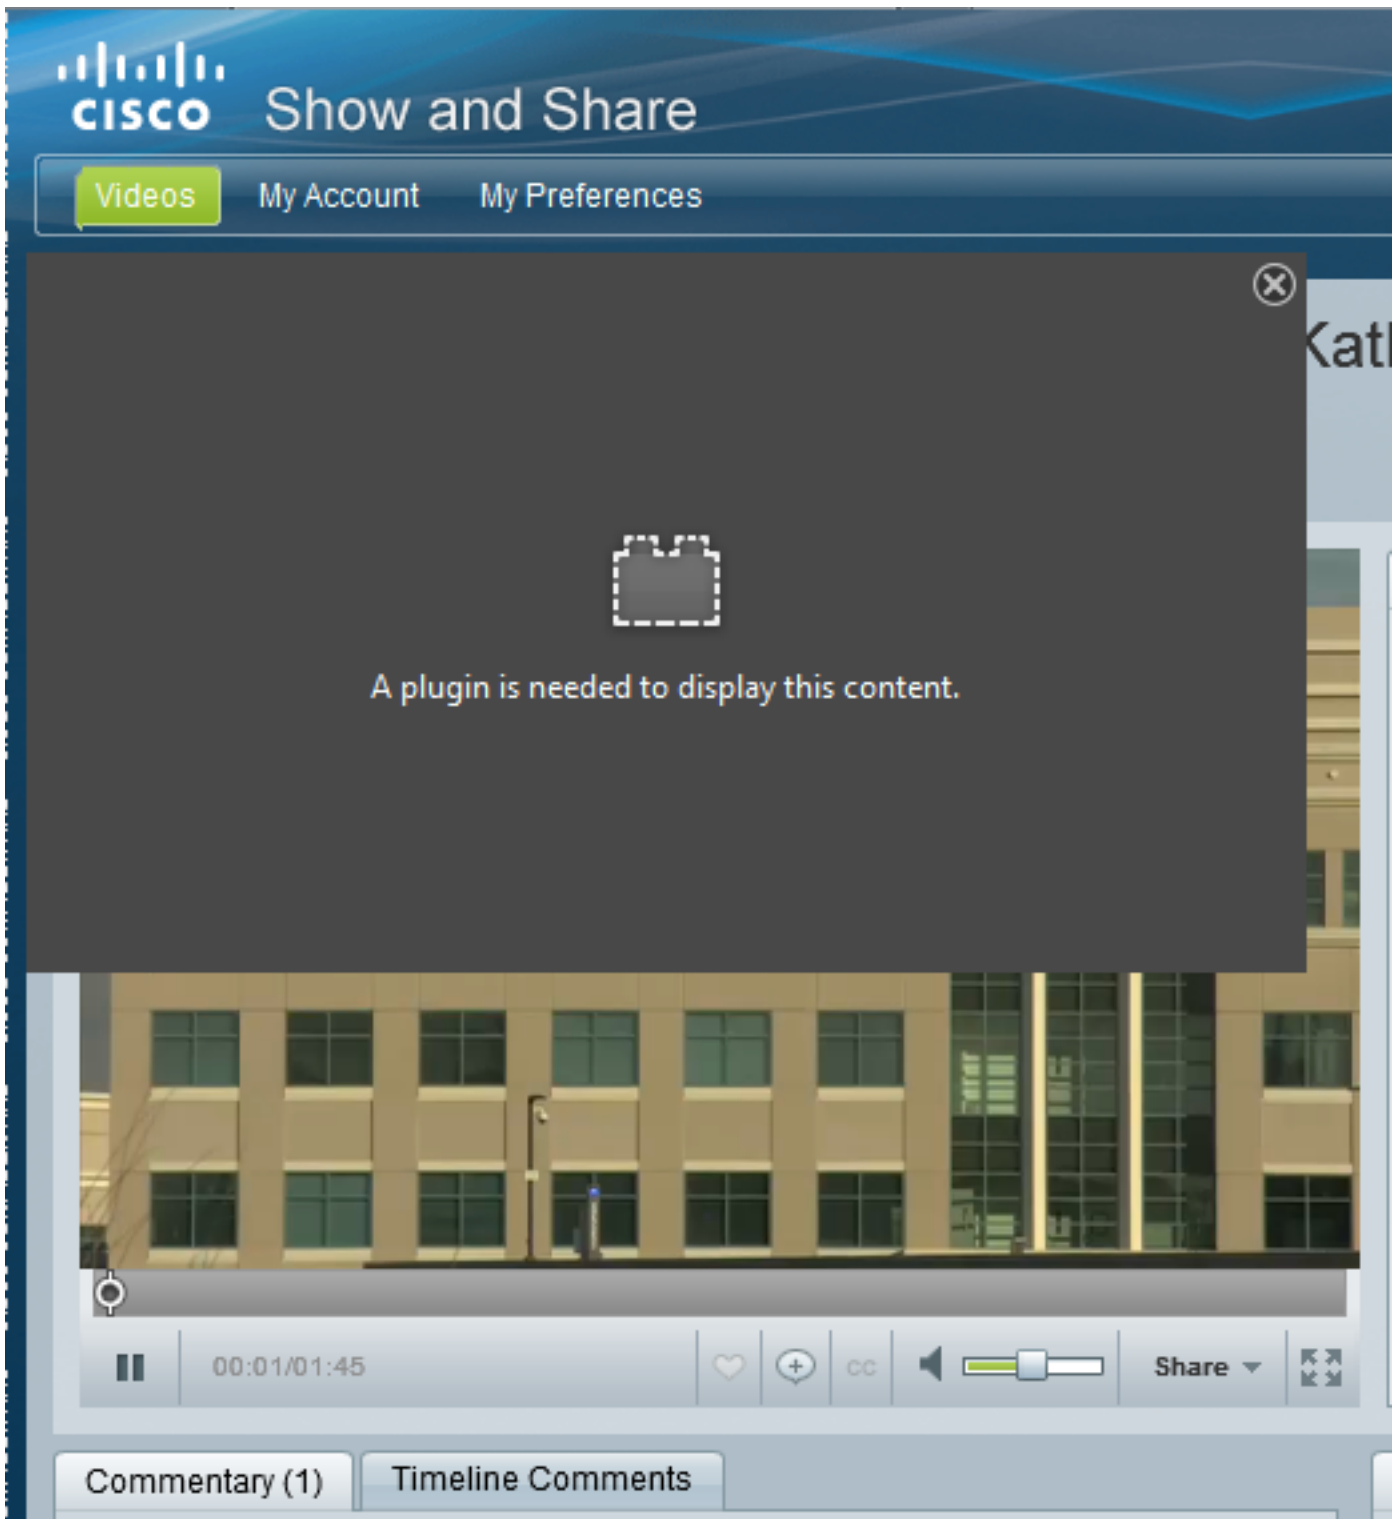 CISCO Show and Share
Videos My Account My Preferences
A plugin is needed to display this content.
00:01/01:45
cc
Share
Commentary (1) Timeline Comments